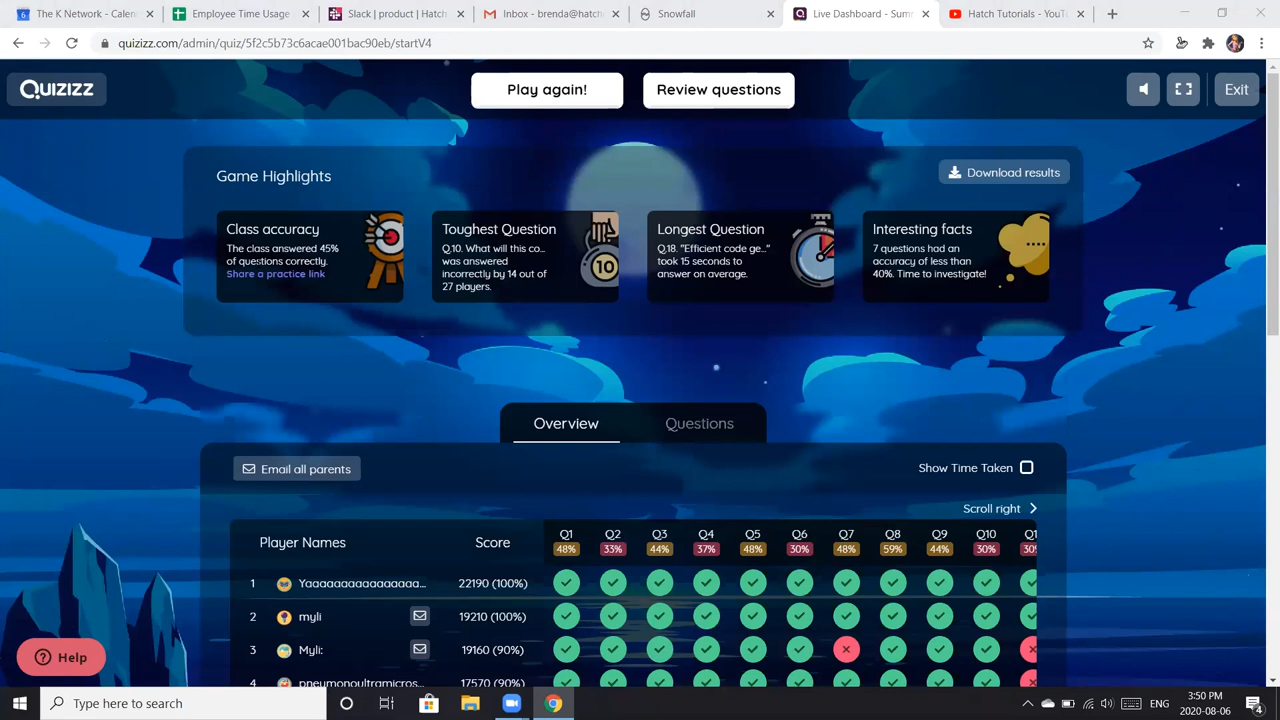 6 The K Network - Calen
Employee Time Usage
Slack | product | Hatch
Inbox - brenda@hatch
Snowfall
Live Dashboard - Sum
Hatch Tutorials - YouT
quizizz.com/admin/quiz/5f2c5b73c6acae001bac90eb/startV4
QUIZIZZ
Play again!
Review questions
Exit
Game Highlights
Download results
Class accuracy
The class answered 45%
of questions correctly.
Share a practice link
Toughest Question
Q.10. What will this co...
was answered
incorrectly by 14 out of
27 players.
10
Longest Question
Q.18. "Efficient code ge..."
took 15 seconds to
answer on average.
Interesting facts
7 questions had an
accuracy of less than
40%. Time to investigate!
Overview
Questions
Email all parents
Show Time Taken
Scroll right
Player Names Score Q1 Q2 Q3 Q4 Q5 Q6 Q7 Q8 Q9 Q10 Q1
48% 33% 44% 37% 48% 30% 48% 59% 44% 30% 30%
1 Yaaaaaaaaaaaaaaa... 22190 (100%)
2 myli 19210 (100%)
3 Myli: 19160 (90%)
4 pneumonoultramicros... 17570 (90%)
Help
Type here to search
ENG
3:50 PM
2020-08-06
4